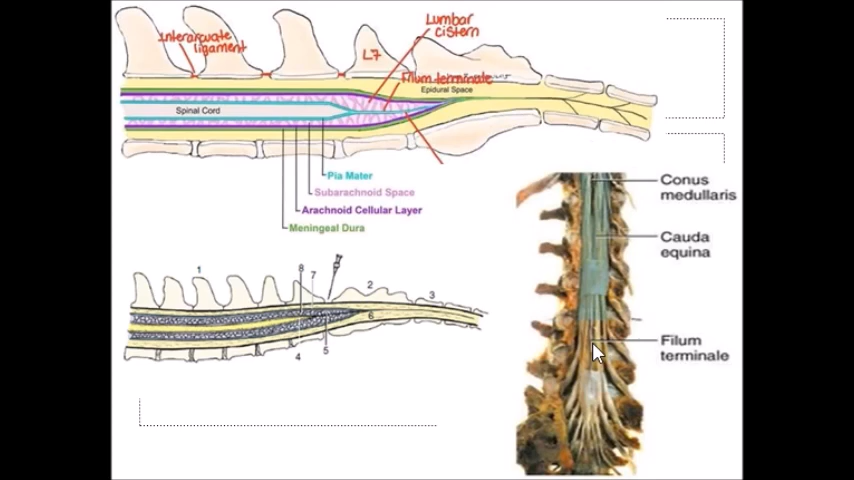 Lumbar
cistern
Interarcuate
ligament
L7
Filum terminale
Epidural Space
Spinal Cord
Pia Mater
Subarachnoid Space
Arachnoid Cellular Layer
Meningeal Dura
Conus
medullaris
Cauda
equina
Filum
terminale
1
8
7
2
3
6
5
4